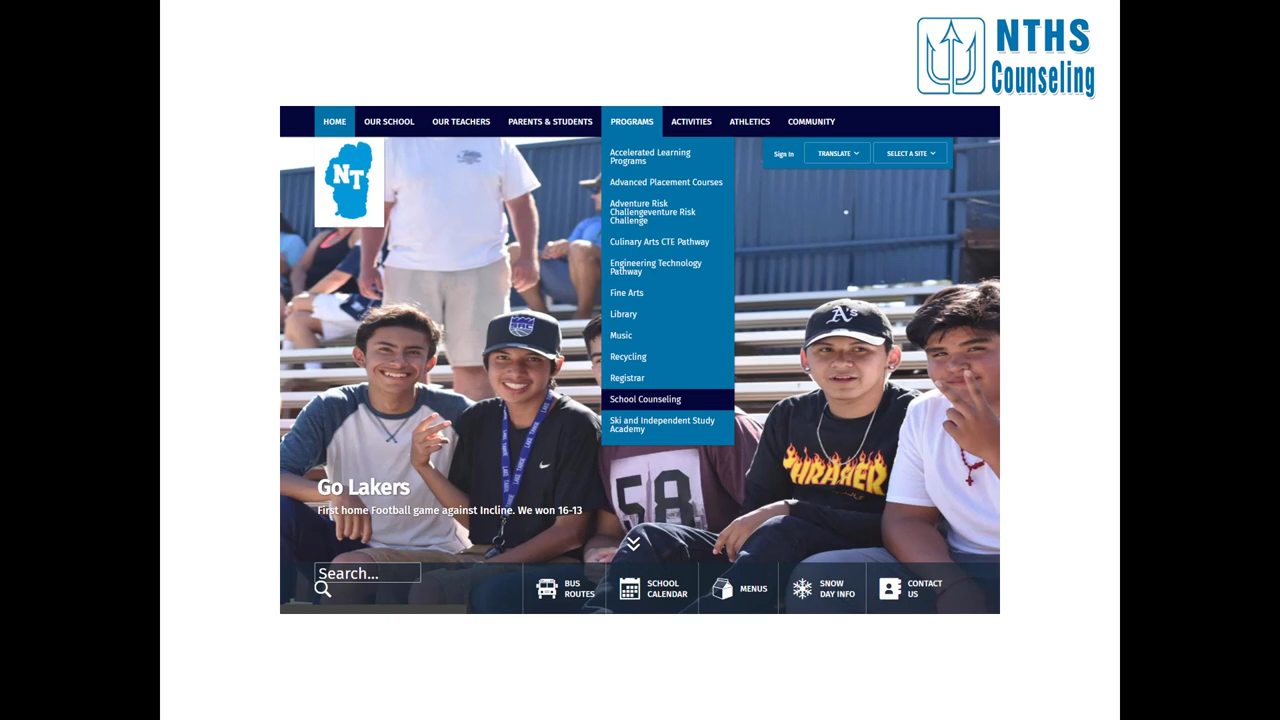 NTHS
Counseling
HOME OUR SCHOOL OUR TEACHERS PARENTS & STUDENTS PROGRAMS ACTIVITIES ATHLETICS COMMUNITY
Sign In TRANSLATE SELECT A SITE
NT
Accelerated Learning
Programs
Advanced Placement Courses
Adventure Risk
Challengeventure Risk
Challenge
Culinary Arts CTE Pathway
Engineering Technology
Pathway
Fine Arts
Library
Music
Recycling
Registrar
School Counseling
Ski and Independent Study
Academy
A's
SAC
LAKE TAHOE
THRASHER
58
Go Lakers
First home Football game against Incline. We won 16-13
Search...
BUS
ROUTES
SCHOOL
CALENDAR
MENUS
SNOW
DAY INFO
CONTACT
US